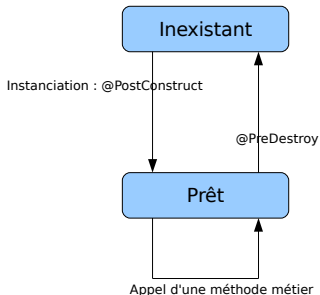 Inexistant
Instanciation : @PostConstruct
@PreDestroy
Prêt
Appel d'une méthode métier